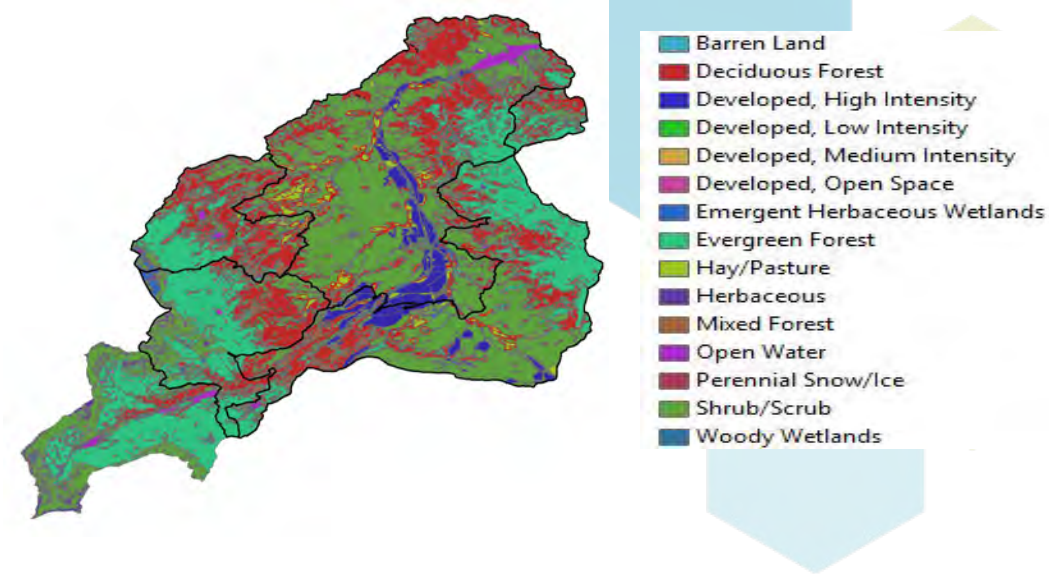 Barren Land
Deciduous Forest
Developed, High Intensity
Developed, Low Intensity
Developed, Medium Intensity
Developed, Open Space
Emergent Herbaceous Wetlands
Evergreen Forest
Hay/Pasture
Herbaceous
Mixed Forest
Open Water
Perennial Snow/Ice
Shrub/Scrub
Woody Wetlands